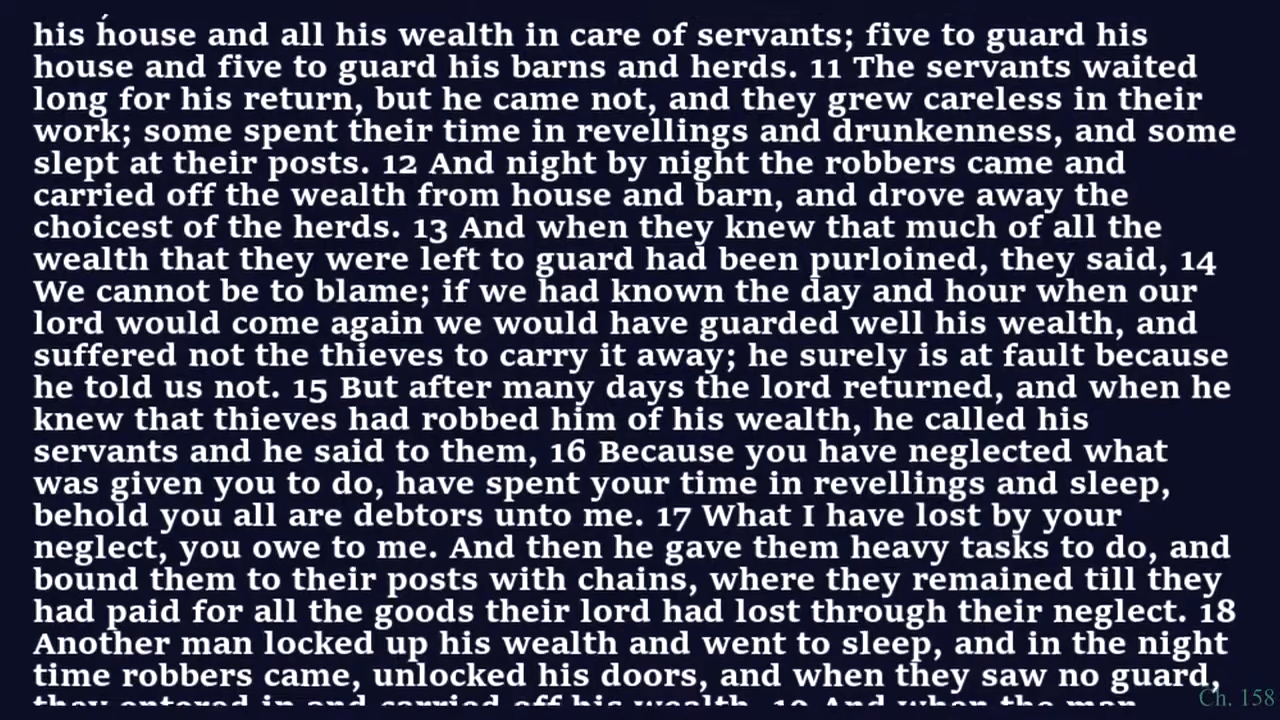 his house and all his wealth in care of servants; five to guard his
house and five to guard his barns and herds. 11 The servants waited
long for his return, but he came not, and they grew careless in their
work; some spent their time in revellings and drunkenness, and some
slept at their posts. 12 And night by night the robbers came and
carried off the wealth from house and barn, and drove away the
choicest of the herds. 13 And when they knew that much of all the
wealth that they were left to guard had been purloined, they said, 14
We cannot be to blame; if we had known the day and hour when our
lord would come again we would have guarded well his wealth, and
suffered not the thieves to carry it away; he surely is at fault because
he told us not. 15 But after many days the lord returned, and when he
knew that thieves had robbed him of his wealth, he called his
servants and he said to them, 16 Because you have neglected what
was given you to do, have spent your time in revellings and sleep,
behold you all are debtors unto me. 17 What I have lost by your
neglect, you owe to me. And then he gave them heavy tasks to do, and
bound them to their posts with chains, where they remained till they
had paid for all the goods their lord had lost through their neglect. 18
Another man locked up his wealth and went to sleep, and in the night
time robbers came, unlocked his doors, and when they saw no guard,
they entered in and carried off his wealth. 19 And when the man
Ch. 158